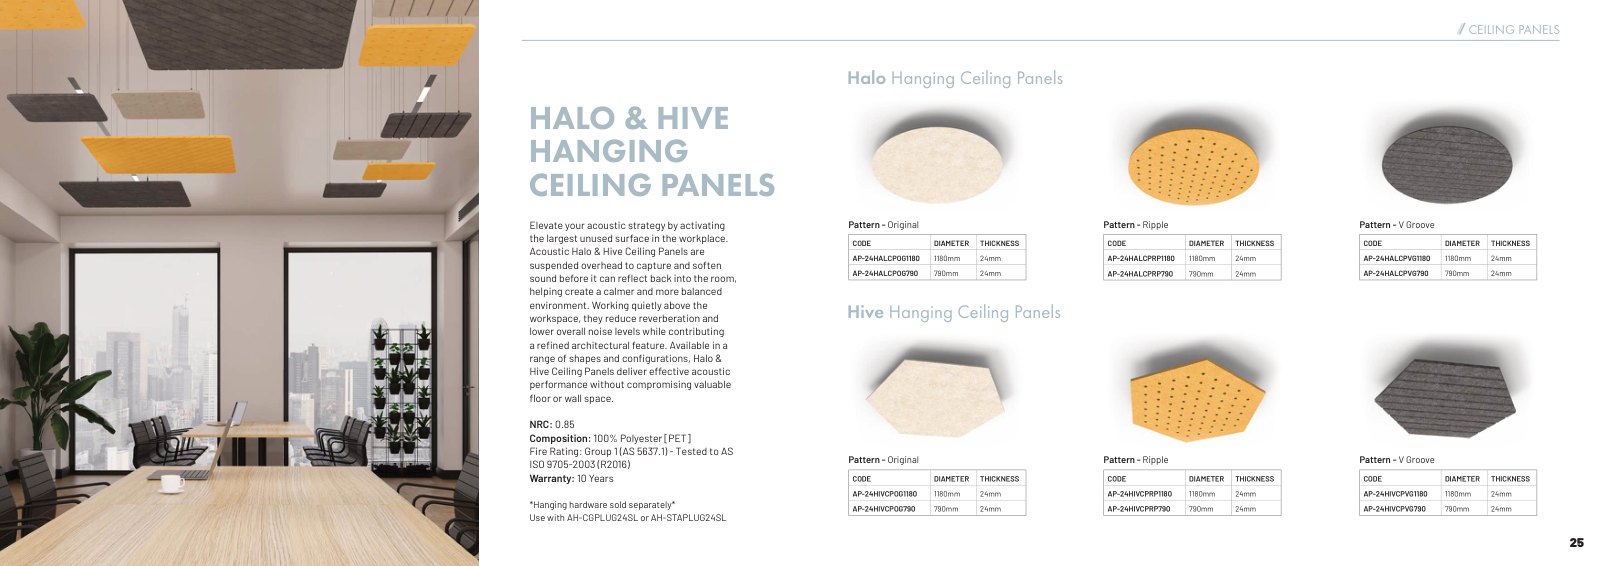 // CEILING PANELS
HALO & HIVE
HANGING
CEILING PANELS
Elevate your acoustic strategy by activating
the largest unused surface in the workplace.
Acoustic Halo & Hive Ceiling Panels are
suspended overhead to capture and soften
sound before it can reflect back into the room,
helping create a calmer and more balanced
environment. Working quietly above the
workspace, they reduce reverberation and
lower overall noise levels while contributing
a refined architectural feature. Available in a
range of shapes and configurations, Halo &
Hive Ceiling Panels deliver effective acoustic
performance without compromising valuable
floor or wall space.
NRC: 0.85
Composition: 100% Polyester [PET]
Fire Rating: Group 1 (AS 5637.1) - Tested to AS
ISO 9705-2003 (R2016)
Warranty: 10 Years
*Hanging hardware sold separately*
Use with AH-CGPLUG24SL or AH-STAPLUG24SL
Halo Hanging Ceiling Panels
Pattern - Original
CODE DIAMETER THICKNESS
AP-24HALCPOG1180 1180mm 24mm
AP-24HALCPOG790 790mm 24mm
Pattern - Ripple
CODE DIAMETER THICKNESS
AP-24HALCPRP1180 1180mm 24mm
AP-24HALCPRP790 790mm 24mm
Pattern - V Groove
CODE DIAMETER THICKNESS
AP-24HALCPVG1180 1180mm 24mm
AP-24HALCPVG790 790mm 24mm
Hive Hanging Ceiling Panels
Pattern - Original
CODE DIAMETER THICKNESS
AP-24HIVCPOG1180 1180mm 24mm
AP-24HIVCPOG790 790mm 24mm
Pattern - Ripple
CODE DIAMETER THICKNESS
AP-24HIVCPRP1180 1180mm 24mm
AP-24HIVCPRP790 790mm 24mm
Pattern - V Groove
CODE DIAMETER THICKNESS
AP-24HIVCPVG1180 1180mm 24mm
AP-24HIVCPVG790 790mm 24mm
25